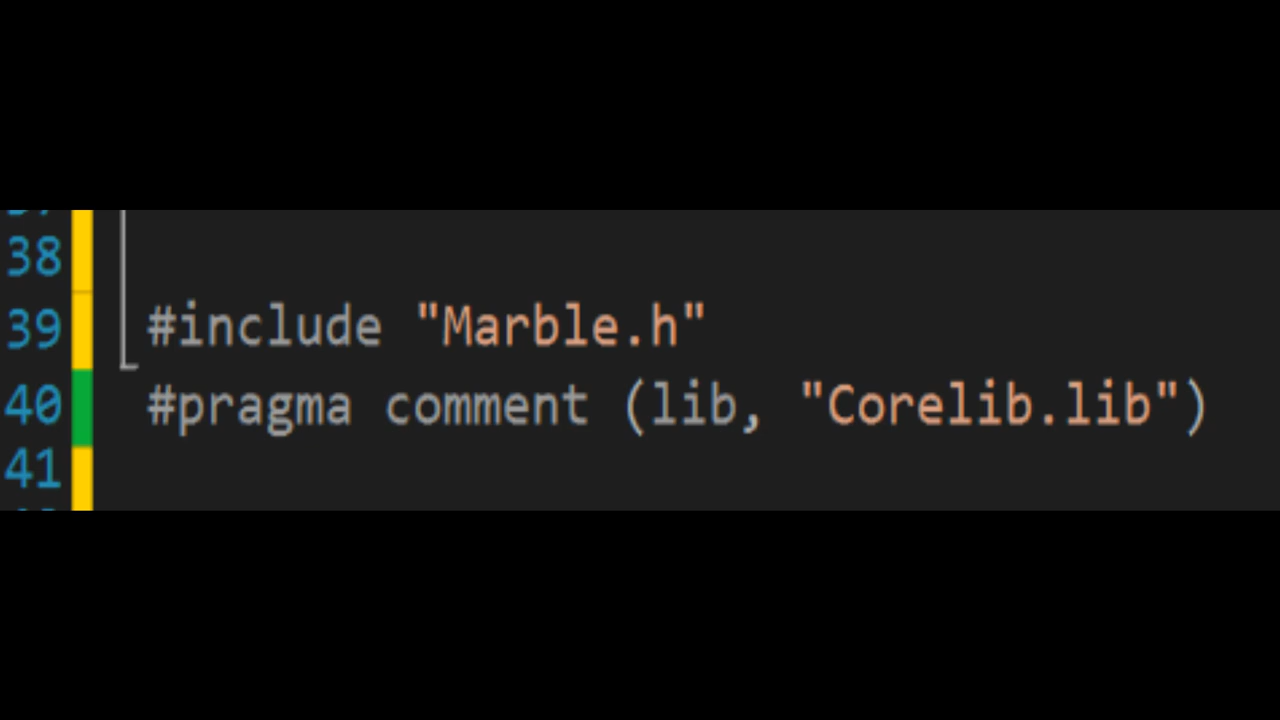 38
39 #include "Marble.h"
40 #pragma comment (lib, "Corelib.lib")
41